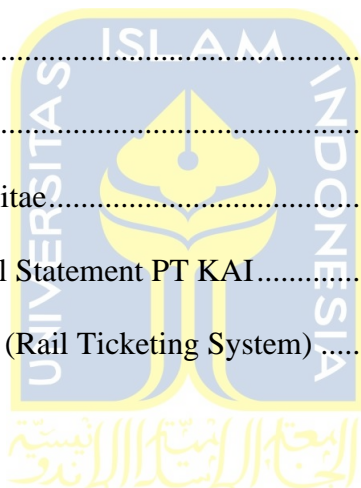 UNIVERSITAS ISLAM INDONESIA
................................................
................................................
itae..........................................
l Statement PT KAI..............
(Rail Ticketing System) .....